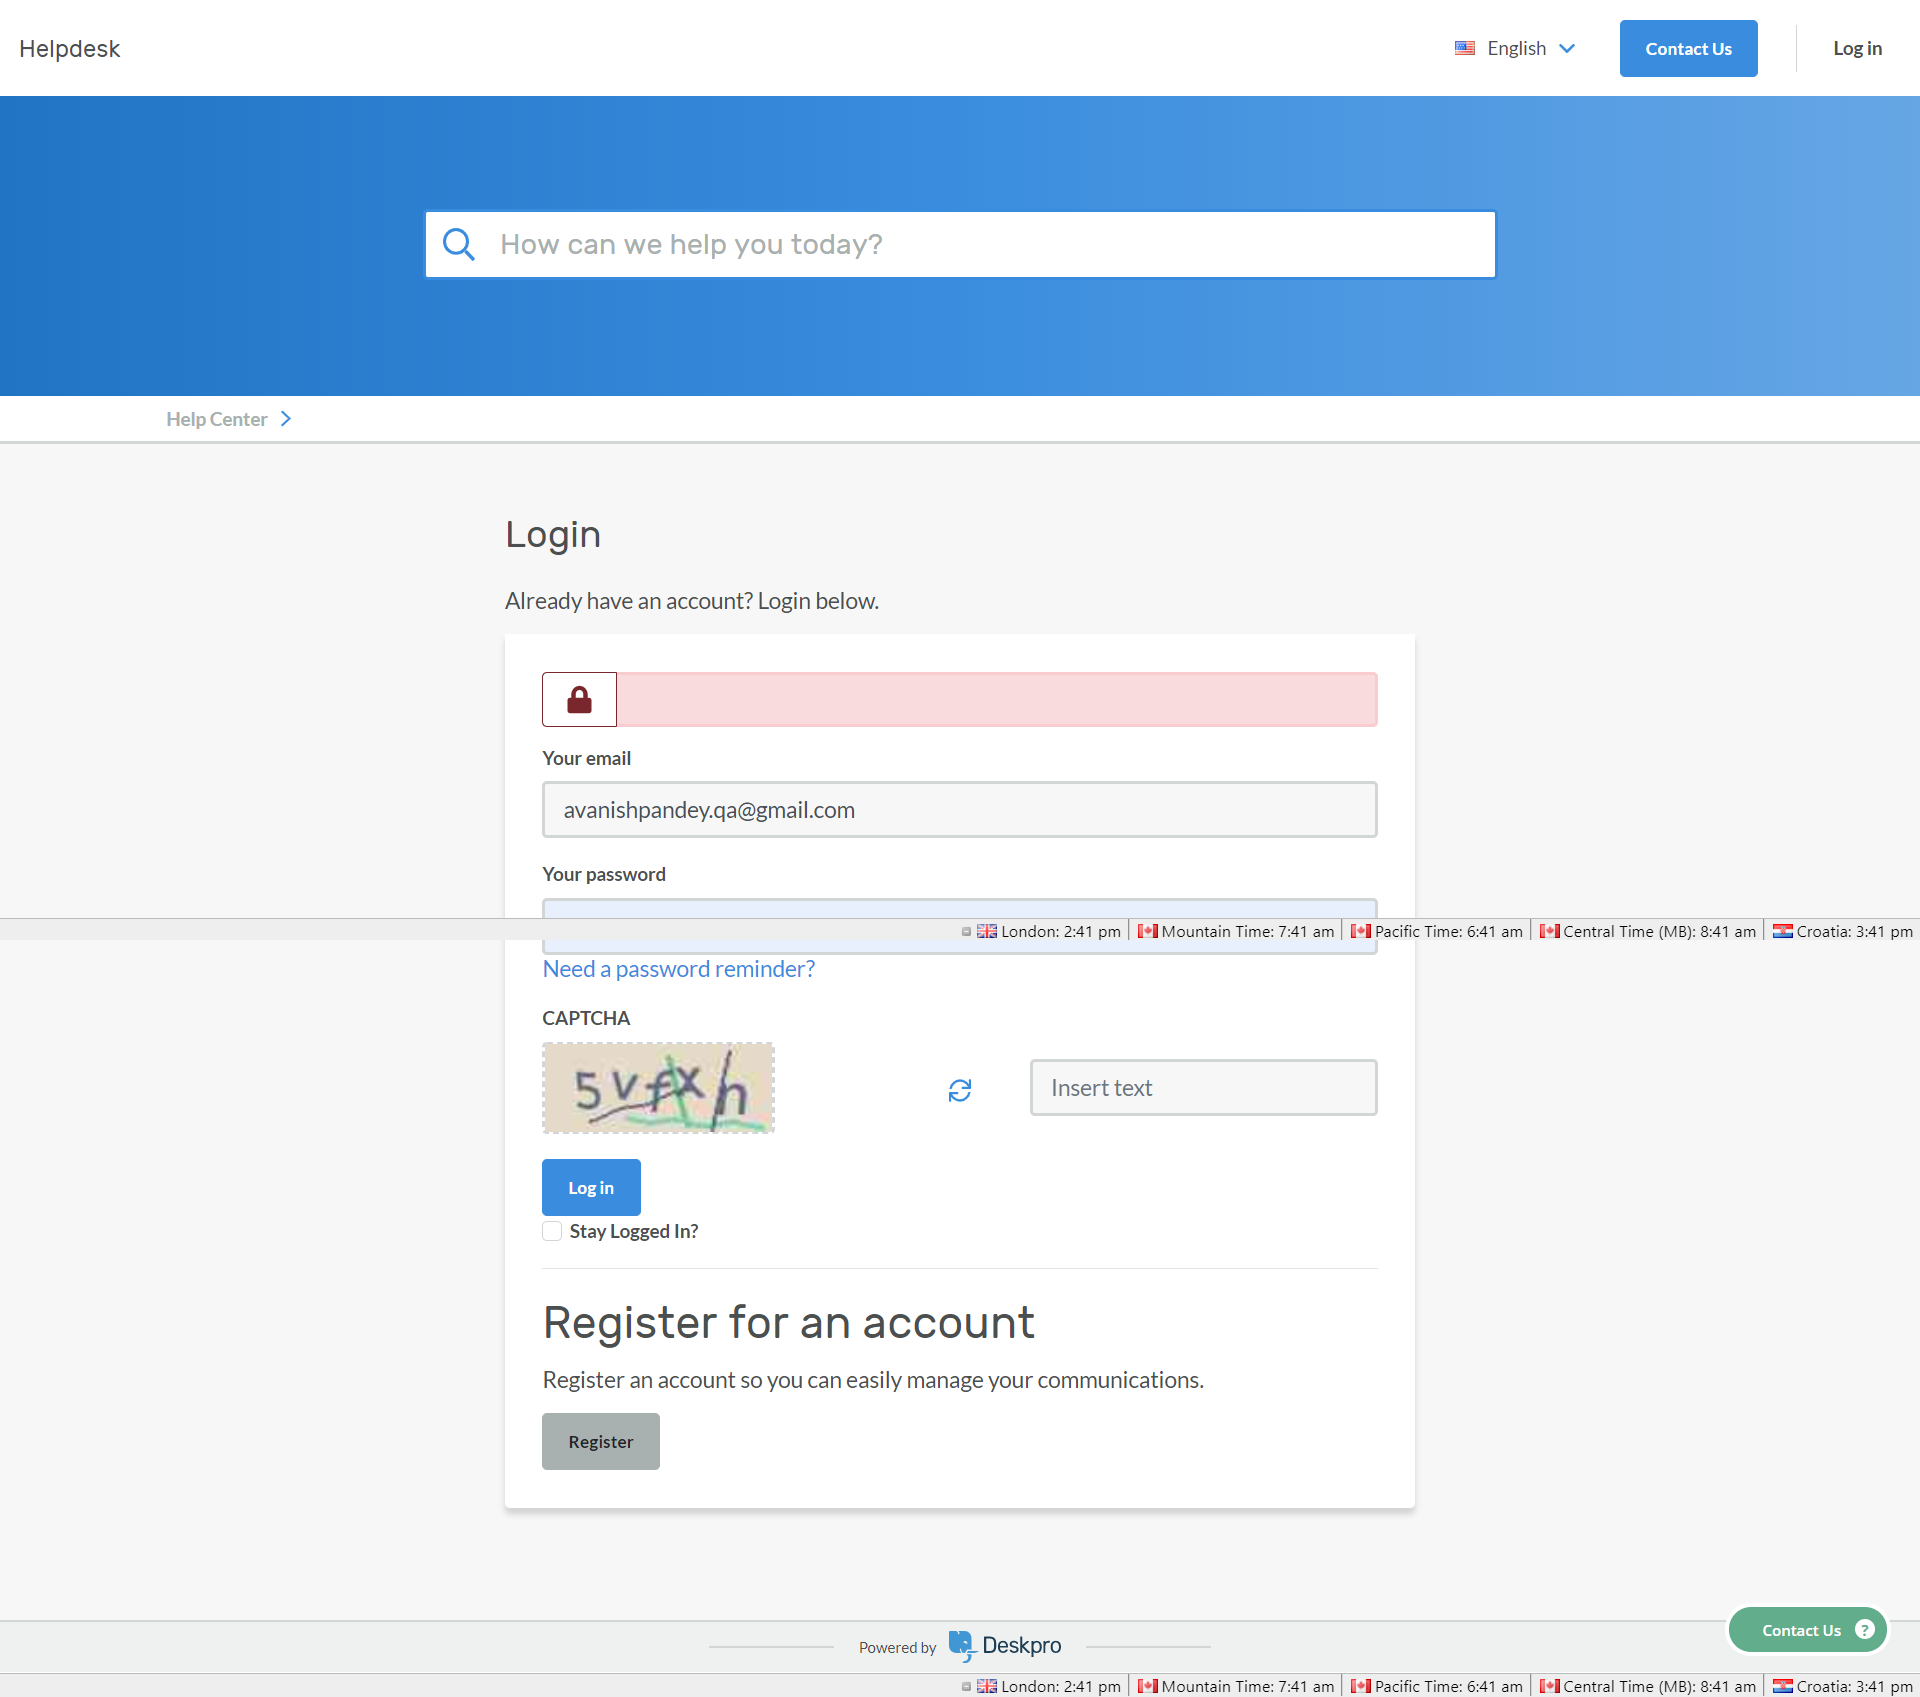 Helpdesk
English
Contact Us
Log in
How can we help you today?
Help Center
Login
Already have an account? Login below.
Your email
avanishpandey.qa@gmail.com
Your password
London: 2:41 pm Mountain Time: 7:41 am Pacific Time: 6:41 am Central Time (MB): 8:41 am Croatia: 3:41 pm
Need a password reminder?
CAPTCHA
5vfxh
Insert text
Log in
Stay Logged In?
Register for an account
Register an account so you can easily manage your communications.
Register
Contact Us ?
Powered by Deskpro
London: 2:41 pm Mountain Time: 7:41 am Pacific Time: 6:41 am Central Time (MB): 8:41 am Croatia: 3:41 pm